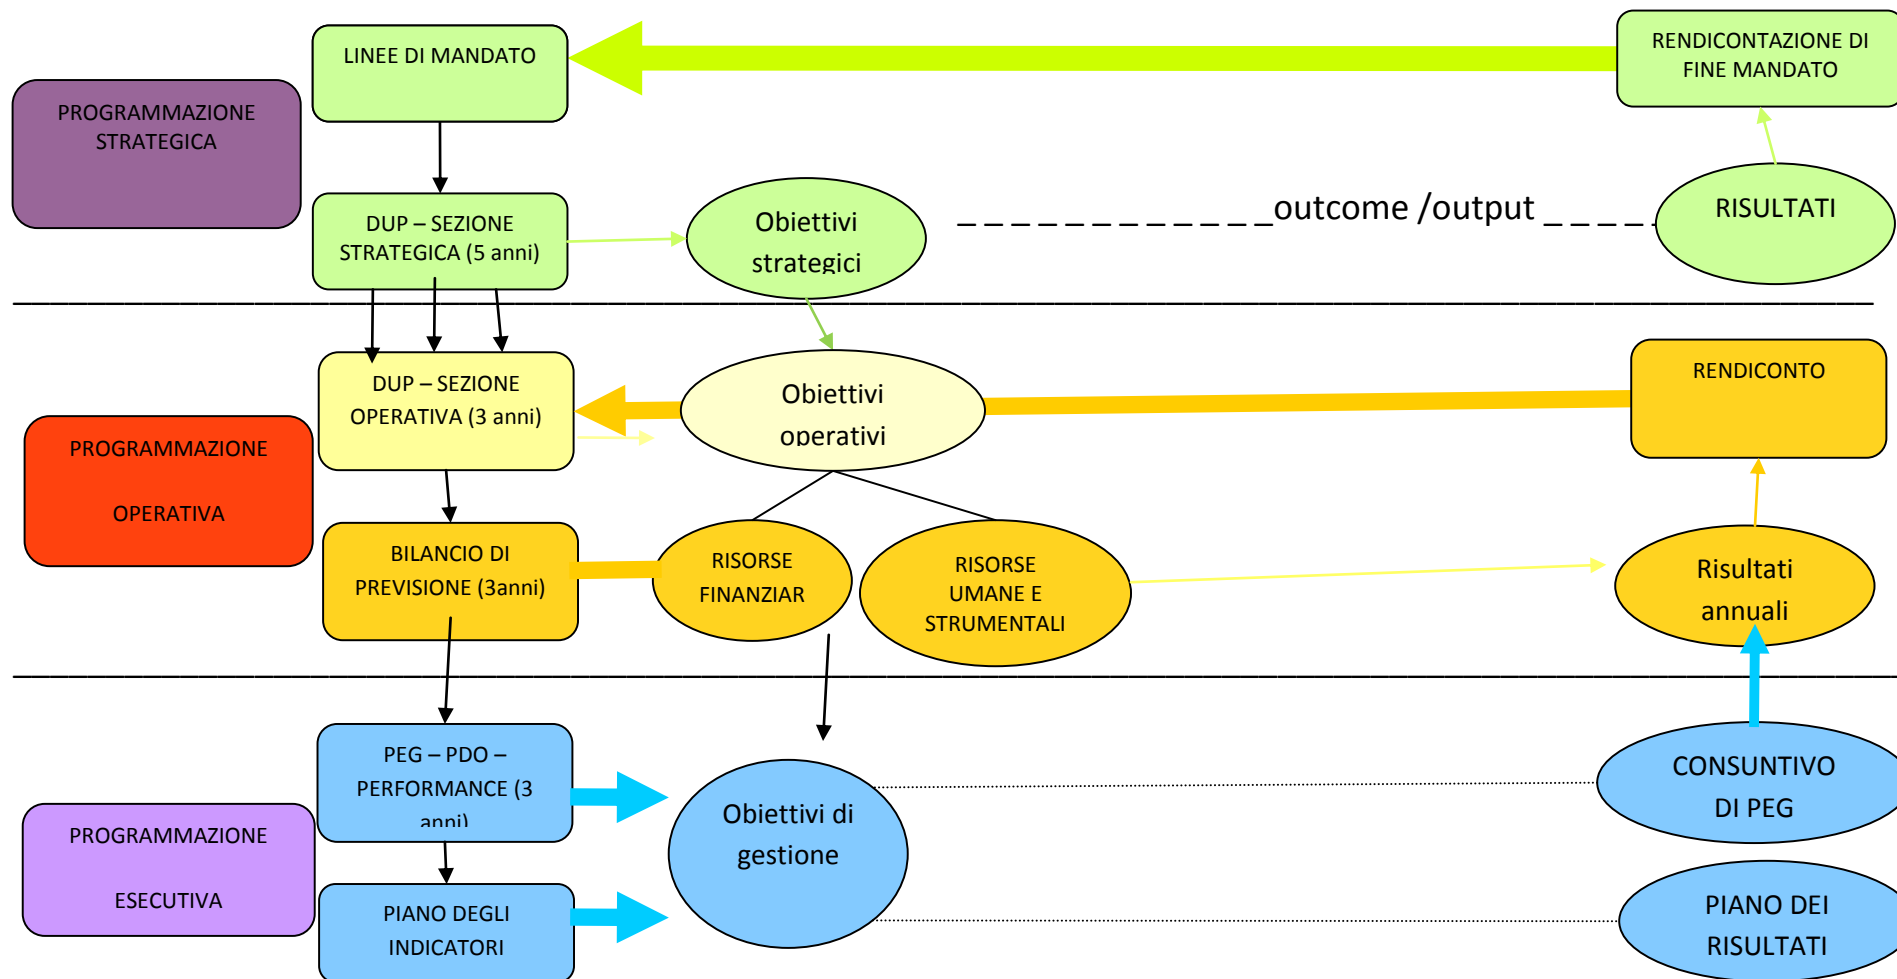 LINEE DI MANDATO
RENDICONTAZIONE DI
FINE MANDATO
PROGRAMMAZIONE
STRATEGICA
DUP – SEZIONE
STRATEGICA (5 anni)
Obiettivi
strategici
_ _ _ _ _ _ _ _ _ _ _ _outcome /output _ _ _ _ _
RISULTATI
DUP – SEZIONE
OPERATIVA (3 anni)
Obiettivi
operativi
RENDICONTO
PROGRAMMAZIONE
OPERATIVA
BILANCIO DI
PREVISIONE (3anni)
RISORSE
FINANZIAR
RISORSE
UMANE E
STRUMENTALI
Risultati
annuali
PEG – PDO –
PERFORMANCE (3
anni)
Obiettivi di
gestione
CONSUNTIVO
DI PEG
PROGRAMMAZIONE
ESECUTIVA
PIANO DEGLI
INDICATORI
PIANO DEI
RISULTATI